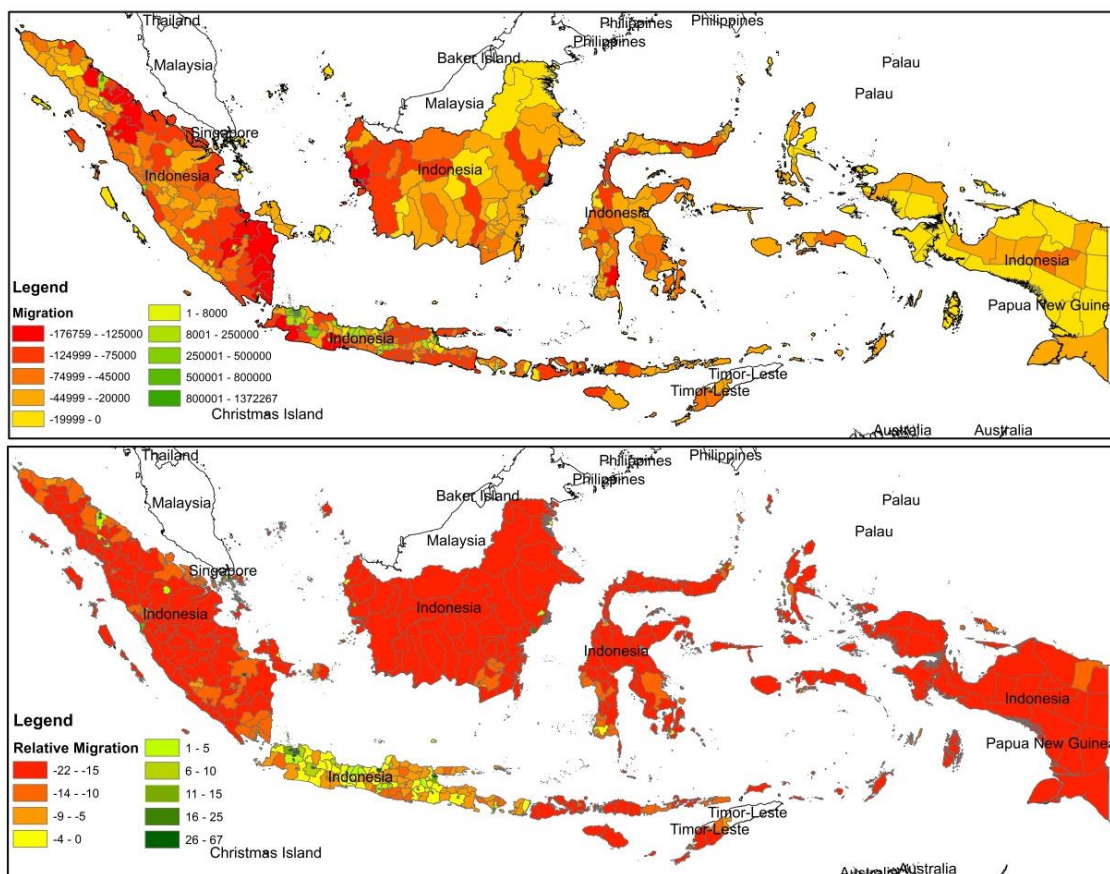 Thailand
Philippines
Philippines
Philippines
Malaysia
Baker Island
Palau
Malaysia
Palau
Singapore
Indonesia
Indonesia
Indonesia
Indonesia
Papua New Guinea
Indonesia
Timor-Leste
Timor-Leste
Christmas Island
Australia
Australia
Legend
Migration
-176759 - -125000
-124999 - -75000
-74999 - -45000
-44999 - -20000
-19999 - 0
1 - 8000
8001 - 250000
250001 - 500000
500001 - 800000
800001 - 1372267
Thailand
Philippines
Philippines
Philippines
Malaysia
Baker Island
Palau
Malaysia
Palau
Singapore
Indonesia
Indonesia
Indonesia
Indonesia
Papua New Guinea
Indonesia
Timor-Leste
Timor-Leste
Christmas Island
Australia
Australia
Legend
Relative Migration
-22 - -15
-14 - -10
-9 - -5
-4 - 0
1 - 5
6 - 10
11 - 15
16 - 25
26 - 67